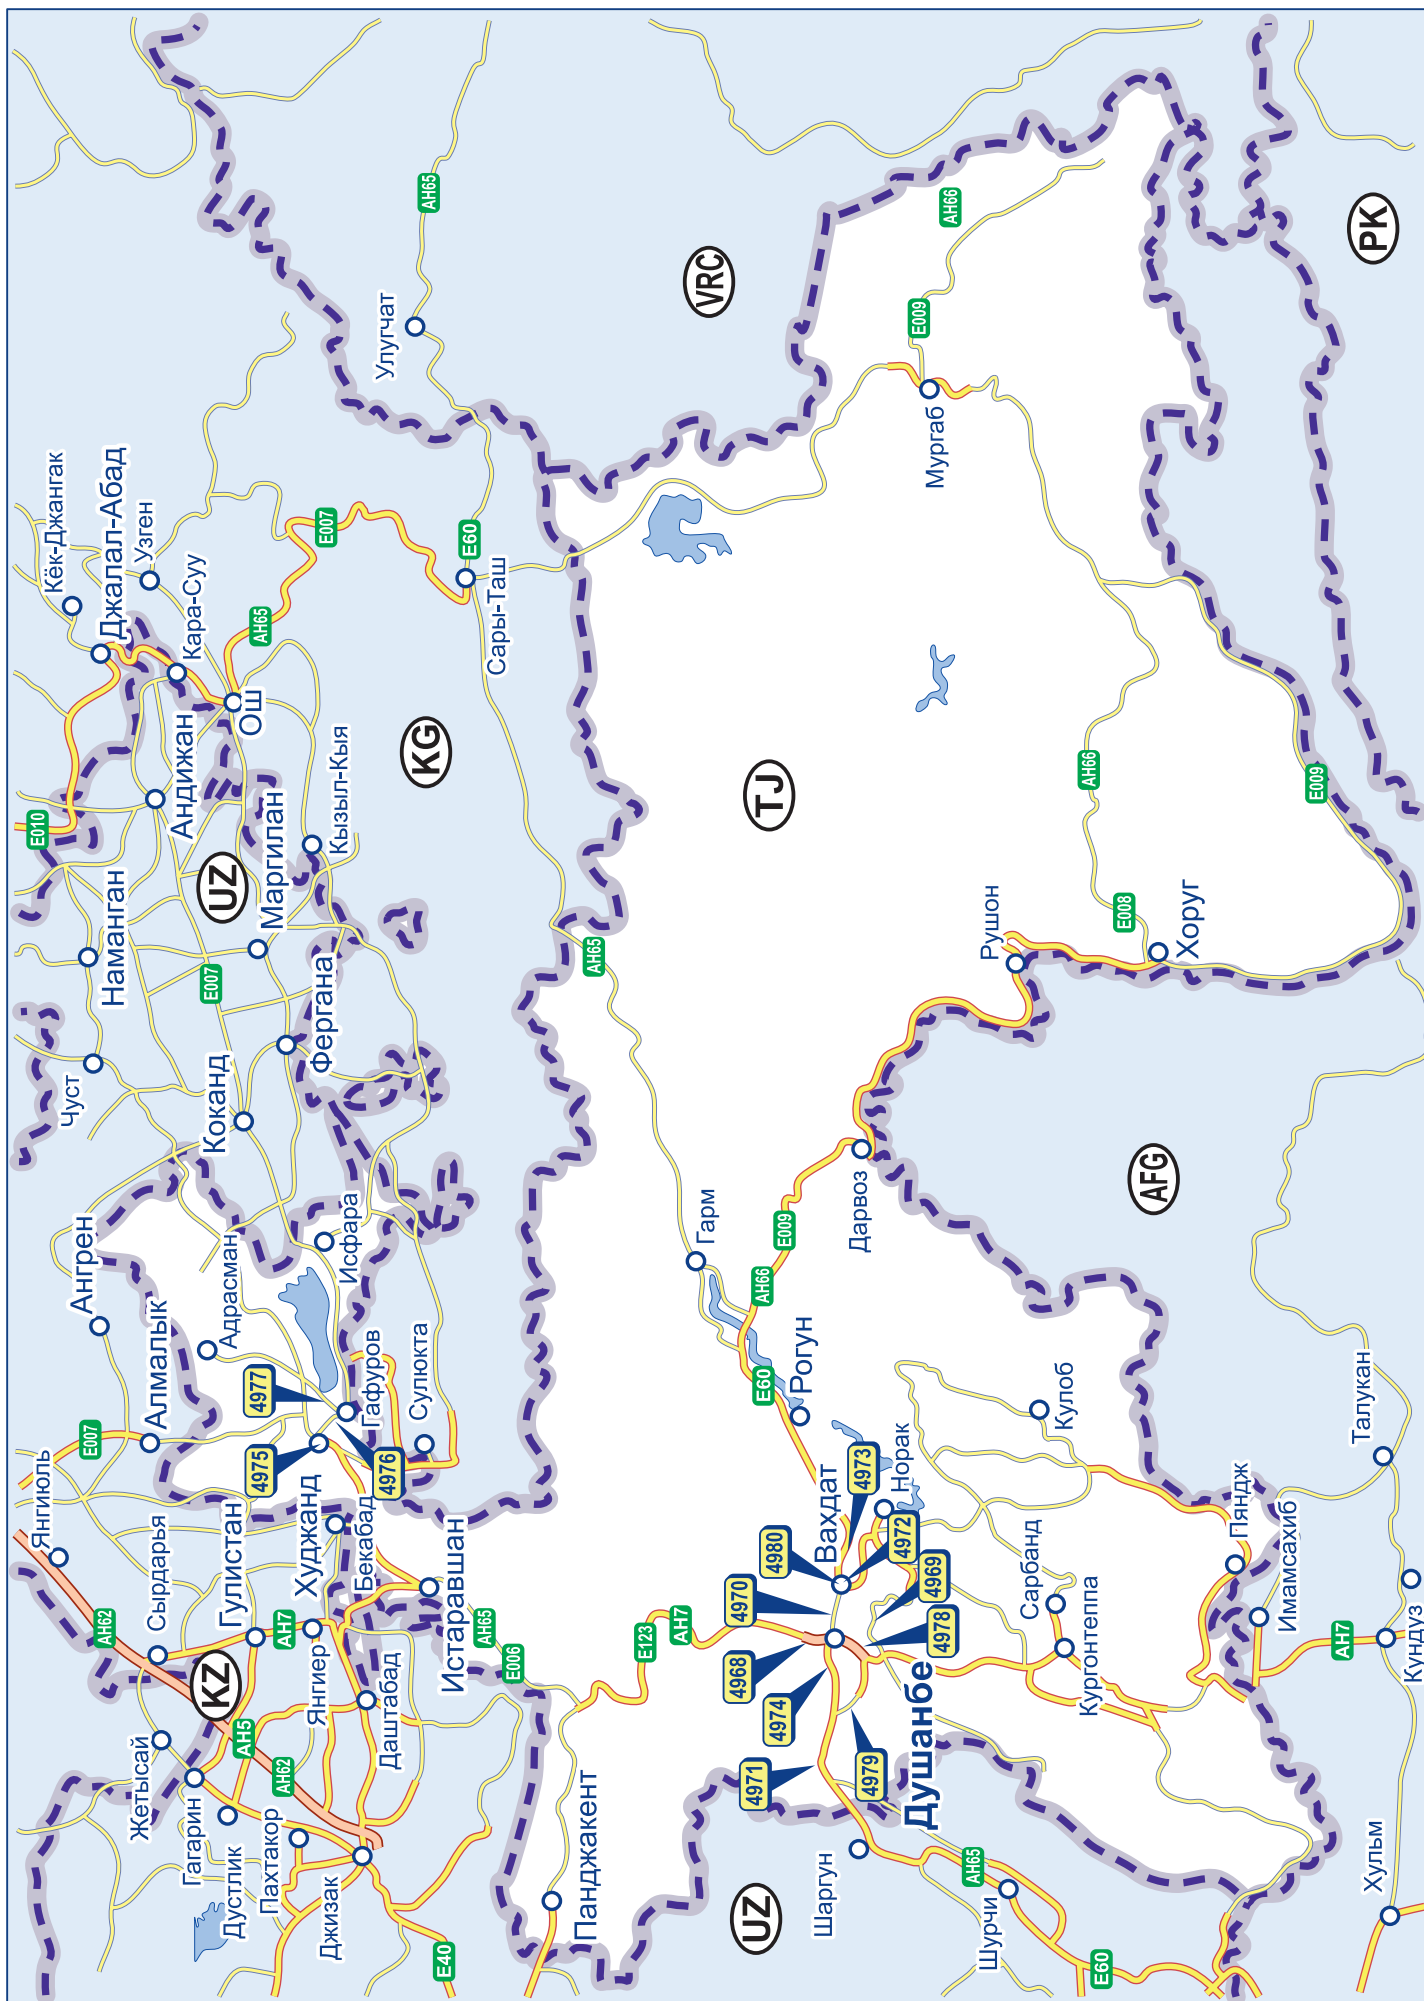 Янгиюль
Ангрен
Чуст
Наманган
E010
Кёк-Джангак
Джалал-Абад
Узген
Кара-Суу
AH62
E007
Алмалык
Сырдарья
Адрасман
Коканд
E007
UZ
Андижан
Ош
AH65
Жетысай
KZ
Гулистан
AH7
4977
4975
Маргилан
Гагарин
AH5
Янгиер
Худжанд
Исфара
Фергана
Кызыл-Кыя
E007
Дустлик
AH62
Бекабад
4976
Гафуров
Улугчат
AH65
Пахтакор
Даштабад
Сулюкта
KG
Джизак
Истаравшан
E60
E40
AH65
E006
Сары-Таш
Панджакент
AH65
E123
AH7
Гарм
VRC
TJ
4970
4980
E60
AH66
E009
4968
4974
4971
Вахдат
Рогун
4973
UZ
Шаргун
4979
4972
Норак
Дарвоз
4969
4978
Душанбе
Мургаб
E009
AH66
AH65
Шурчи
Сарбанд
Кулоб
Рушон
Кургонтеппа
AH66
E60
E008
Хоруг
AFG
Пяндж
Имамсахиб
E009
AH7
Талукан
PK
Хульм
Кундуз